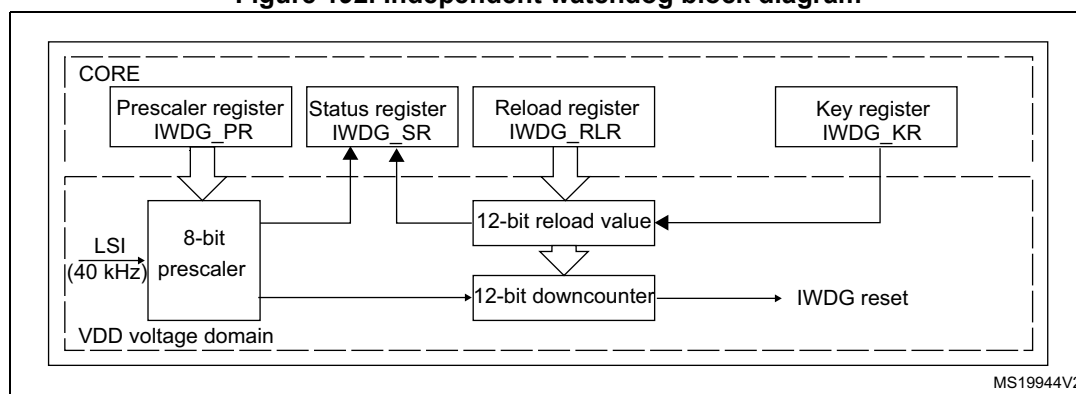 Figure Independent watchdog block diagram
CORE
Prescaler register
IWDG_PR
Status register
IWDG_SR
Reload register
IWDG_RLR
Key register
IWDG_KR
LSI
(40 kHz)
8-bit
prescaler
12-bit reload value
12-bit downcounter
IWDG reset
VDD voltage domain
MS19944V2